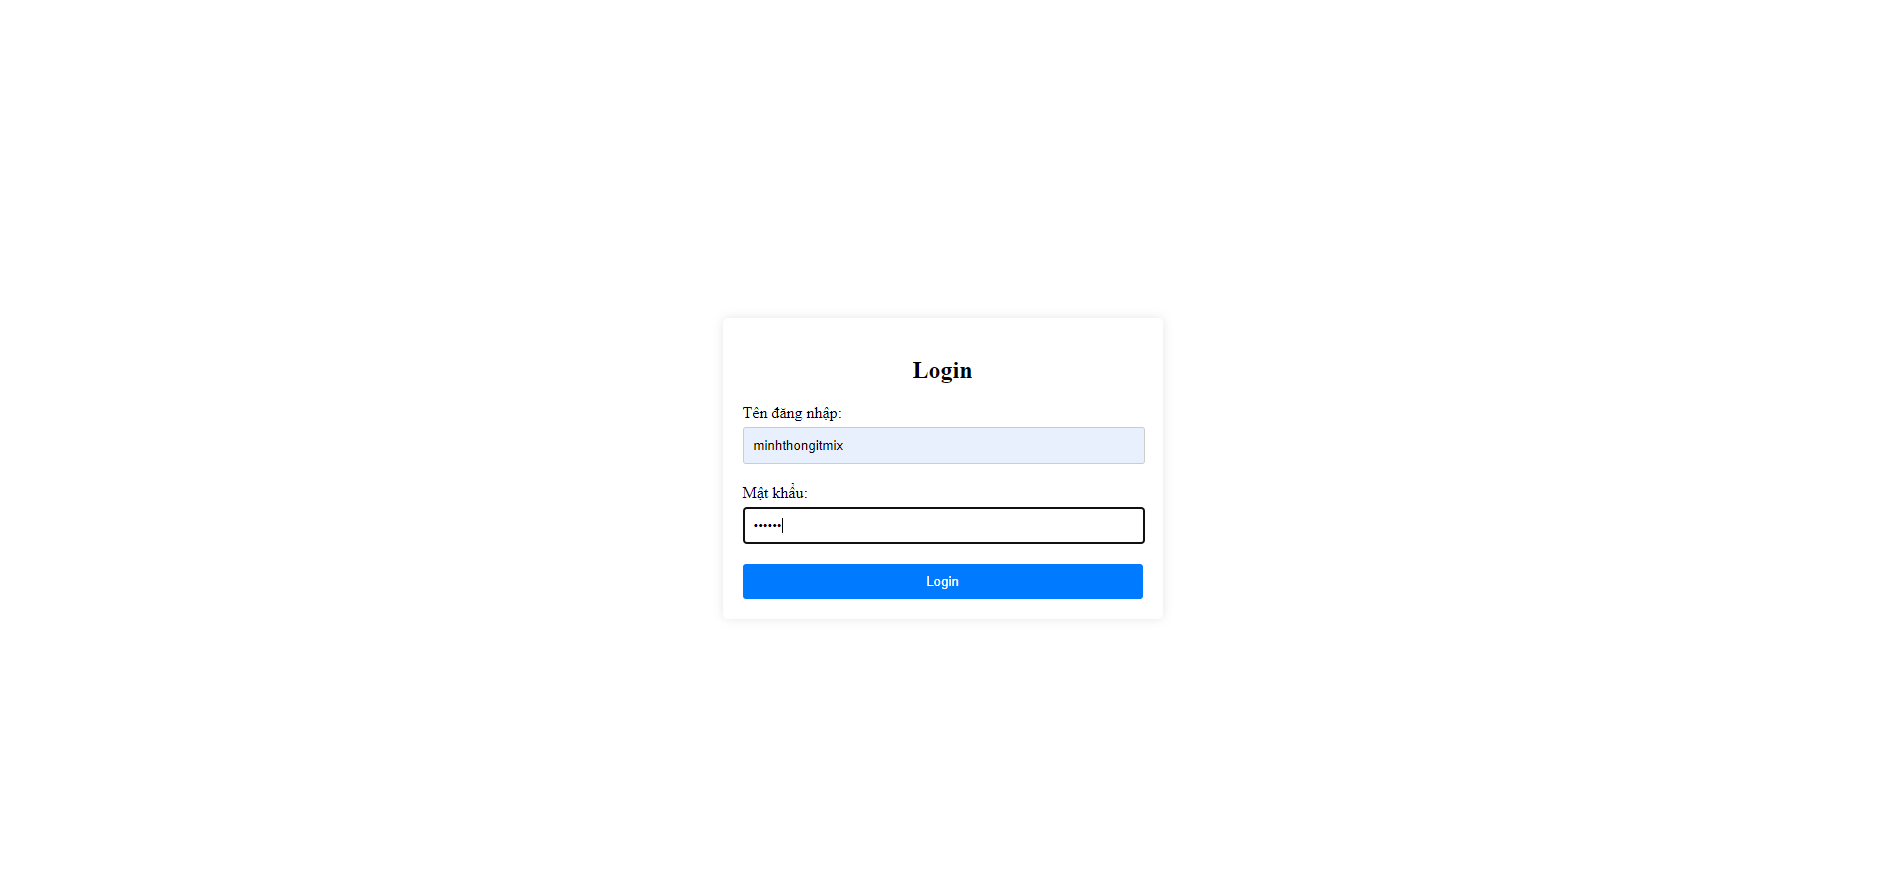 Login
Tên đăng nhập:
minhthongitmix
Mật khẩu:
••••••
Login